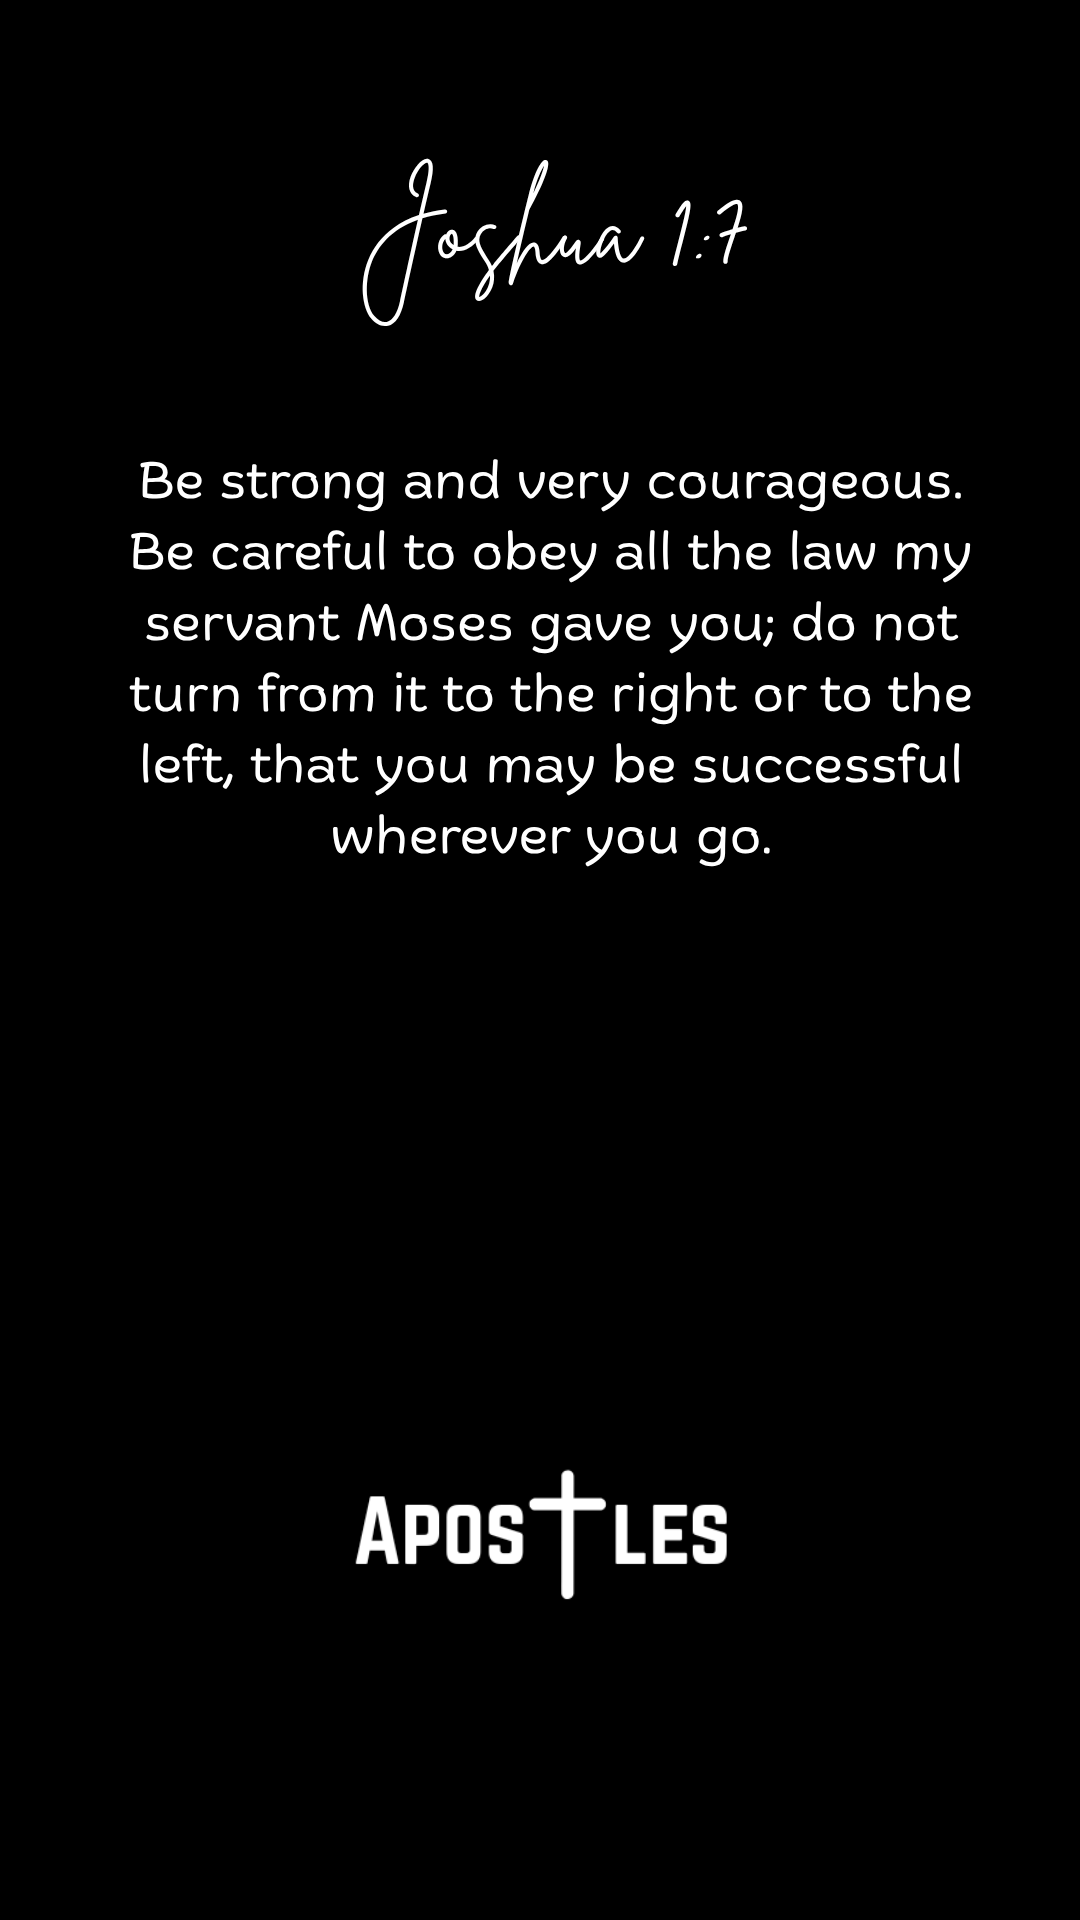 Joshua 1:7
Be strong and very courageous.
Be careful to obey all the law my
servant Moses gave you; do not
turn from it to the right or to the
left, that you may be successful
wherever you go.
APOSTLES